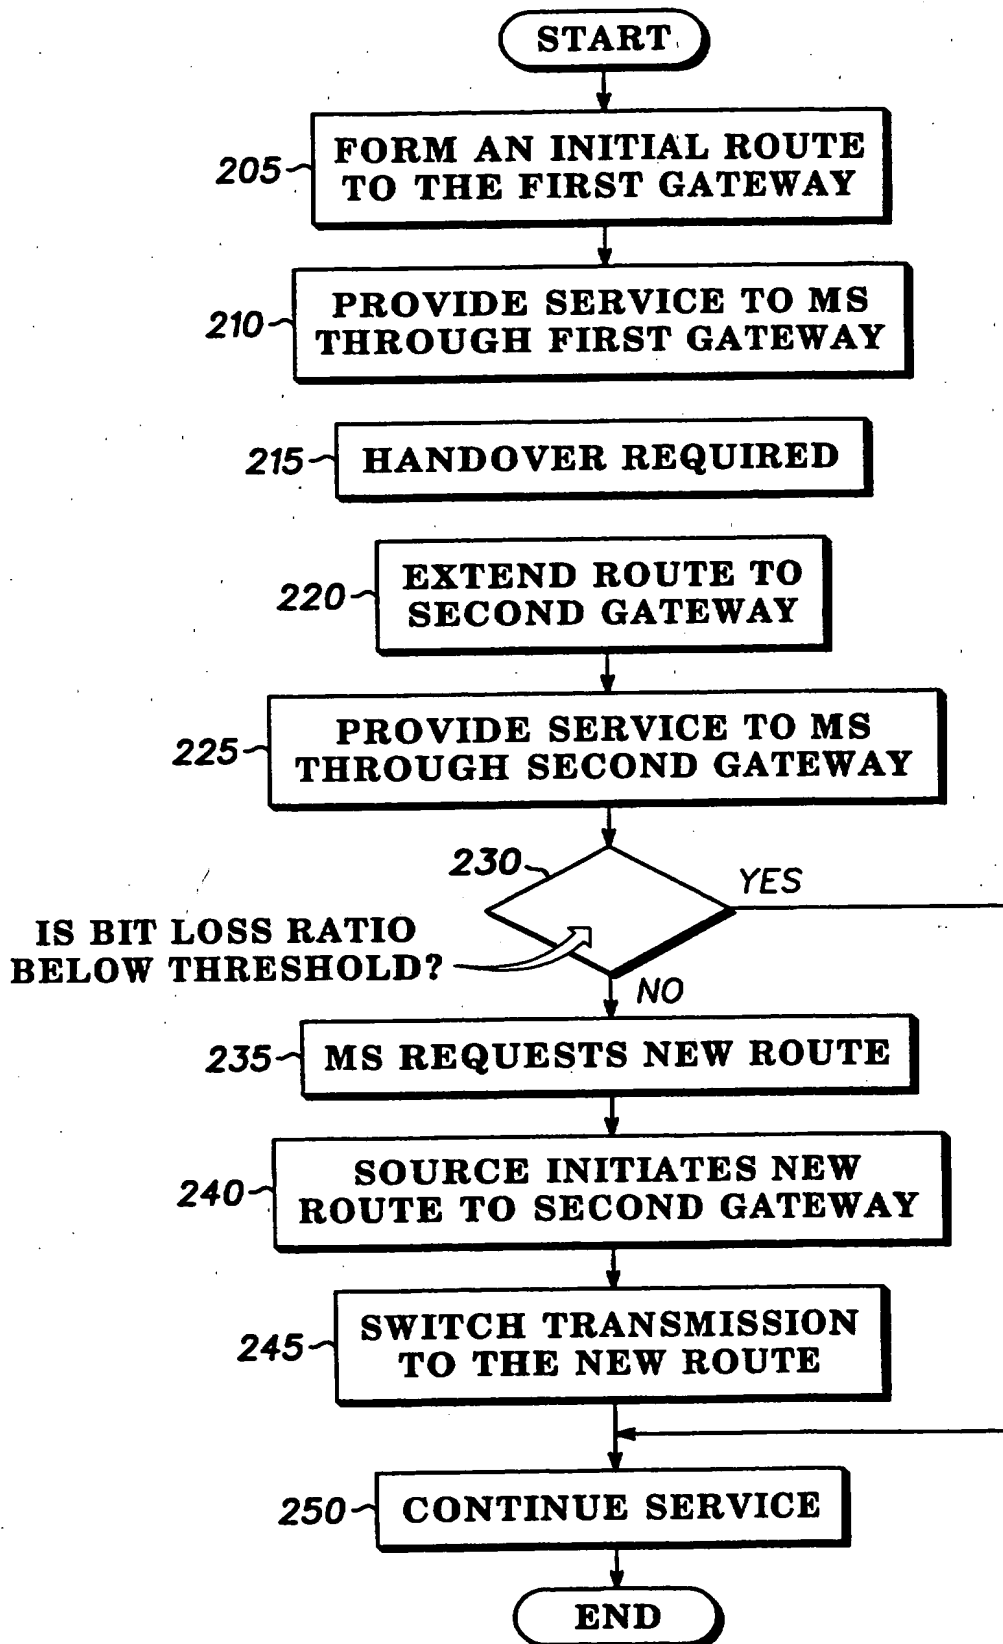 START
205
FORM AN INITIAL ROUTE
TO THE FIRST GATEWAY
210
PROVIDE SERVICE TO MS
THROUGH FIRST GATEWAY
215
HANDOVER REQUIRED
220
EXTEND ROUTE TO
SECOND GATEWAY
225
PROVIDE SERVICE TO MS
THROUGH SECOND GATEWAY
230
YES
IS BIT LOSS RATIO
BELOW THRESHOLD?
NO
235
MS REQUESTS NEW ROUTE
240
SOURCE INITIATES NEW
ROUTE TO SECOND GATEWAY
245
SWITCH TRANSMISSION
TO THE NEW ROUTE
250
CONTINUE SERVICE
END